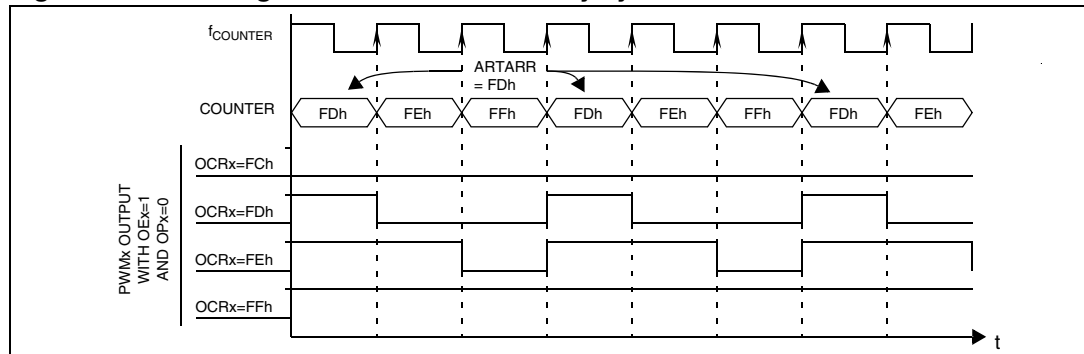 fCOUNTER
ARTARR
= FDh
COUNTER
FDh FEh FFh FDh FEh FFh FDh FEh
OCRx=FCh
OCRx=FDh
OCRx=FEh
OCRx=FFh
PWMx OUTPUT
WITH OEx=1
AND OPx=0
t